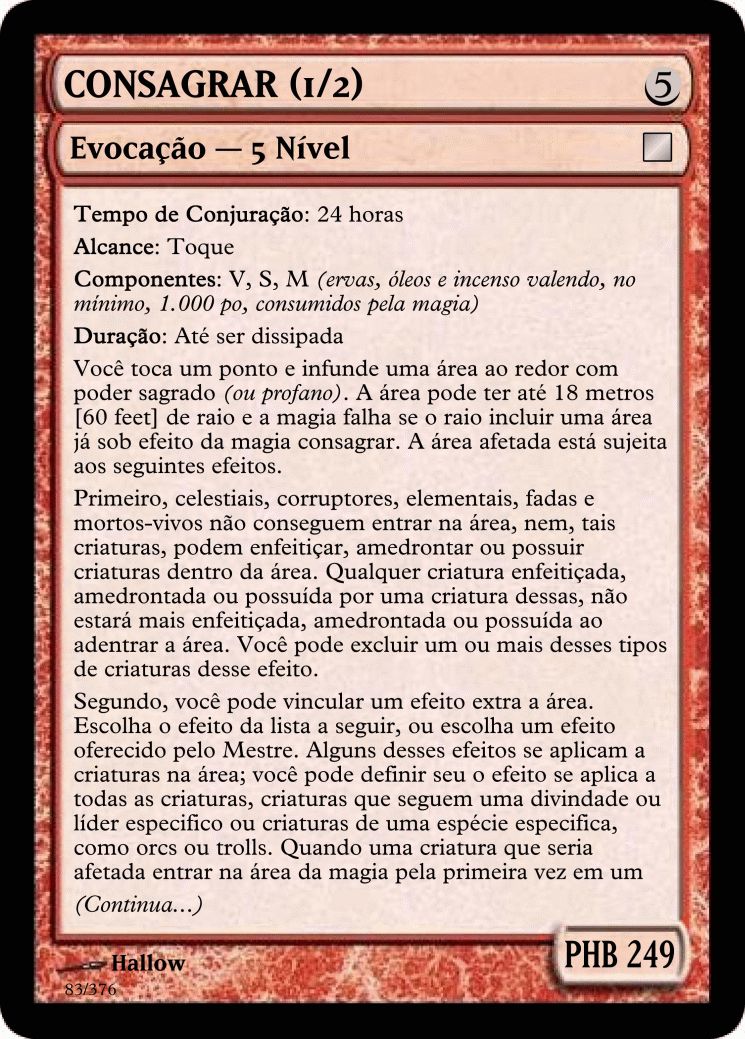 CONSAGRAR (1/2) 5
Evocação — 5 Nível
Tempo de Conjuração: 24 horas
Alcance: Toque
Componentes: V, S, M (ervas, óleos e incenso valendo, no
mínimo, 1.000 po, consumidos pela magia)
Duração: Até ser dissipada
Você toca um ponto e infunde uma área ao redor com
poder sagrado (ou profano). A área pode ter até 18 metros
[60 feet] de raio e a magia falha se o raio incluir uma área
já sob efeito da magia consagrar. A área afetada está sujeita
aos seguintes efeitos.
Primeiro, celestiais, corruptores, elementais, fadas e
mortos-vivos não conseguem entrar na área, nem, tais
criaturas, podem enfeitiçar, amedrontar ou possuir
criaturas dentro da área. Qualquer criatura enfeitiçada,
amedrontada ou possuída por uma criatura dessas, não
estará mais enfeitiçada, amedrontada ou possuída ao
adentrar a área. Você pode excluir um ou mais desses tipos
de criaturas desse efeito.
Segundo, você pode vincular um efeito extra a área.
Escolha o efeito da lista a seguir, ou escolha um efeito
oferecido pelo Mestre. Alguns desses efeitos se aplicam a
criaturas na área; você pode definir seu o efeito se aplica a
todas as criaturas, criaturas que seguem uma divindade ou
líder especifico ou criaturas de uma espécie especifica,
como orcs ou trolls. Quando uma criatura que seria
afetada entrar na área da magia pela primeira vez em um
(Continua...)
PHB 249
Hallow
83/376